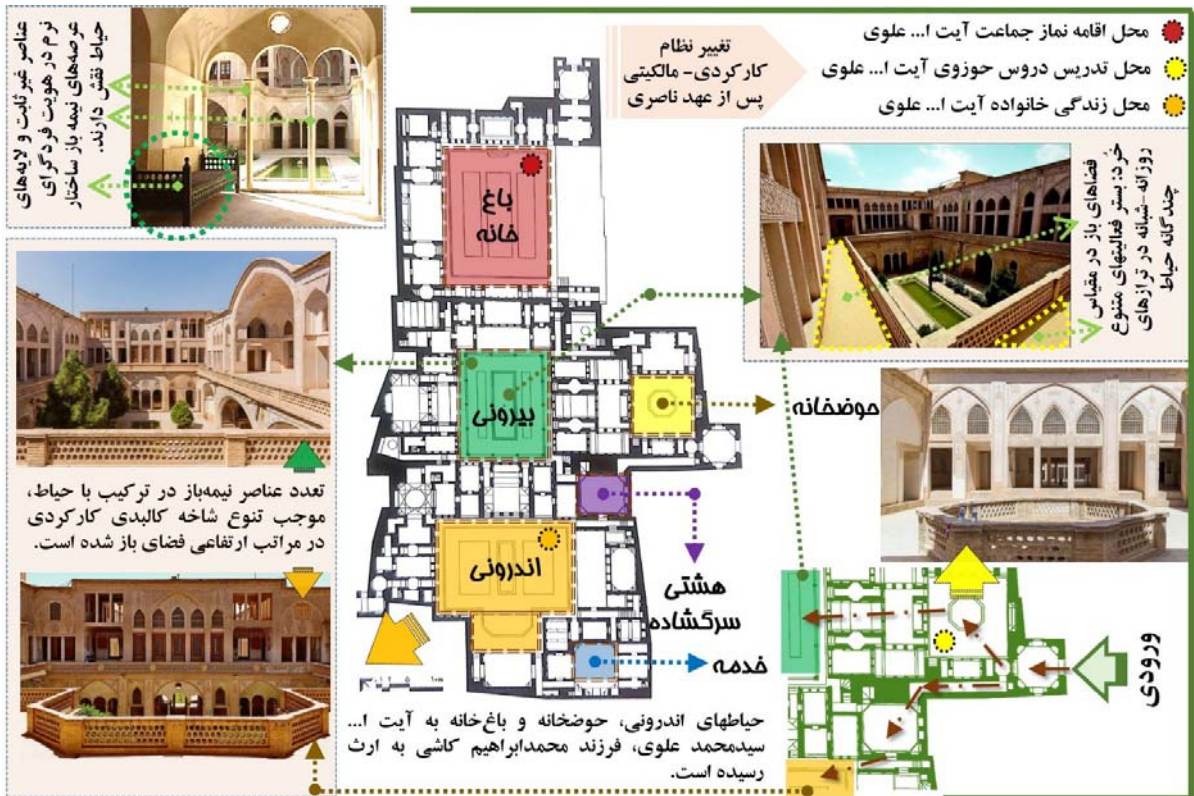 محل اقامه نماز جماعت آیت ا... علوی
محل تدریس دروس حوزوی آیت ا... علوی
محل زندگی خانواده آیت ا... علوی
تغییر نظام
کارکردی- مالکیتی
پس از عهد ناصری
عناصر غیر ثابت و لایه‌های
نرم در هویت فردگرای
عرصه‌های نیمه باز ساختار
حیاط نقش دارند.
فضاهای باز در مقیاس
خُرد: بستر فعالیتهای متنوع
روزانه-شبانه در ترازهای
چندگانه حیاط
باغ
خانه
بیرونی
حوضخانه
تعدد عناصر نیمه‌باز در ترکیب با حیاط،
موجب تنوع شاخه کالبدی کارکردی
در مراتب ارتفاعی فضای باز شده است.
اندرونی
هشتی
سرگشاده
خدمه
ورودی
حیاطهای اندرونی، حوضخانه و باغ‌خانه به آیت ا...
سیدمحمد علوی، فرزند محمدابراهیم کاشی به ارث
رسیده است.